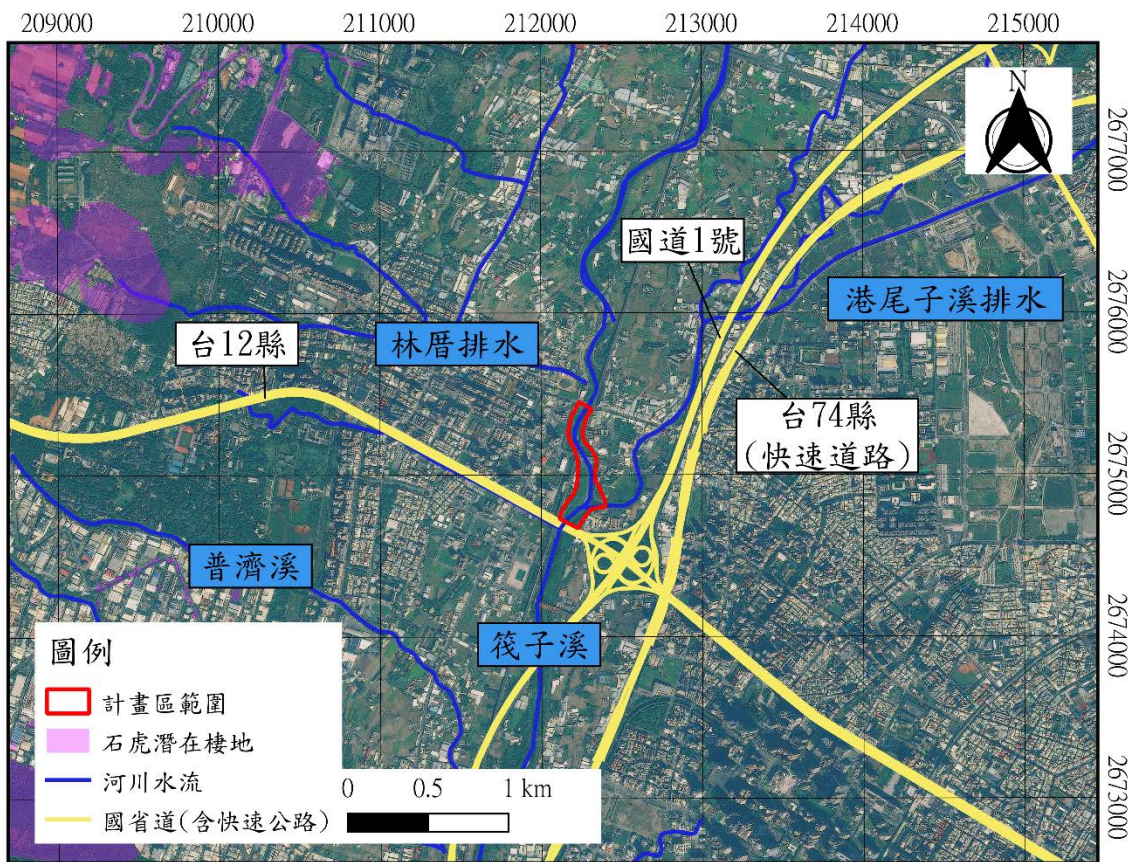 209000 210000 211000 212000 213000 214000 215000
N
2677000
國道1號
2676000
港尾子溪排水
台12縣
林厝排水
台74縣
(快速道路)
2675000
普濟溪
筏子溪
2674000
圖例
計畫區範圍
石虎潛在棲地
河川水流
國省道(含快速公路)
0 0.5 1 km
2673000